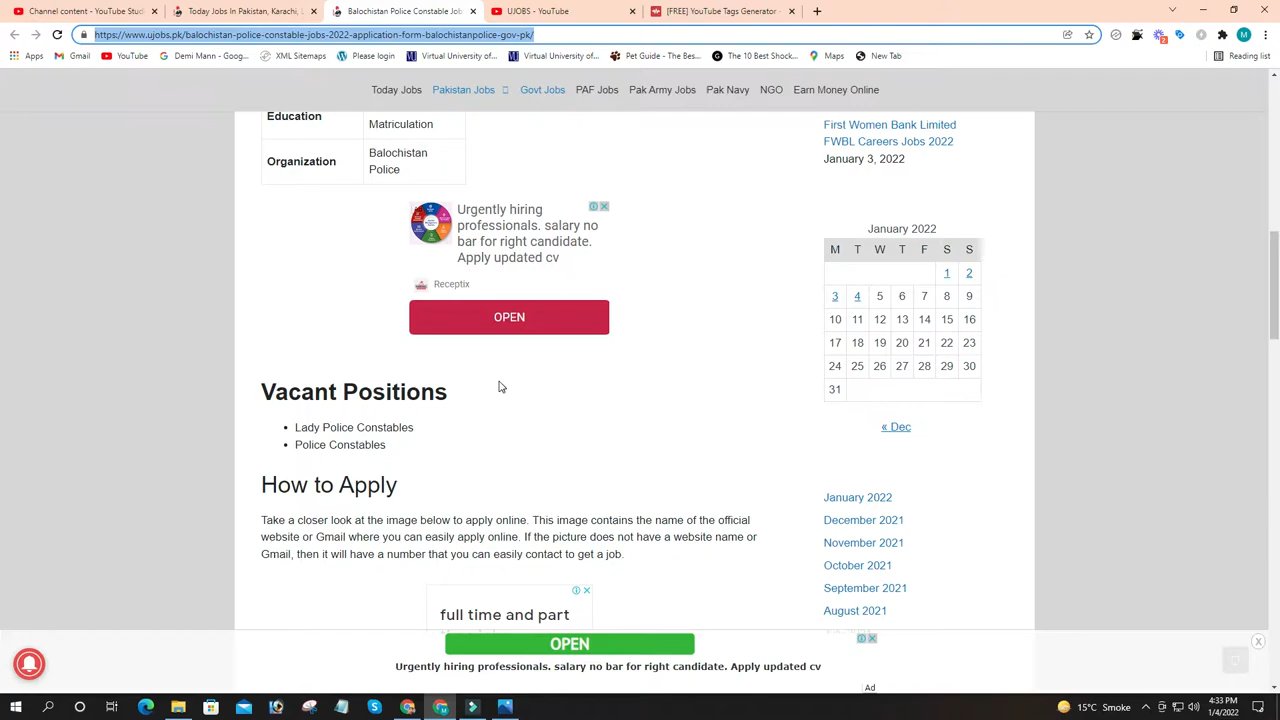 Channel content - YouTube Stud
Today Jobs In Pakistan, Karachi, L
Balochistan Police Constable Job
UJOBS - YouTube
[FREE] YouTube Tags Generator -
https://www.ujobs.pk/balochistan-police-constable-jobs-2022-application-form-balochistanpolice-gov-pk/
M
Apps
Gmail
YouTube
Demi Mann - Goog...
XML Sitemaps
Please login
Virtual University of...
Virtual University of...
Pet Guide - The Bes...
The 10 Best Shock...
Maps
New Tab
Reading list
Today Jobs
Pakistan Jobs
Govt Jobs
PAF Jobs
Pak Army Jobs
Pak Navy
NGO
Earn Money Online
Education
Matriculation
Organization
Balochistan
Police
Urgently hiring
professionals. salary no
bar for right candidate.
Apply updated cv
Receptix
OPEN
Vacant Positions
• Lady Police Constables
• Police Constables
How to Apply
Take a closer look at the image below to apply online. This image contains the name of the official
website or Gmail where you can easily apply online. If the picture does not have a website name or
Gmail, then it will have a number that you can easily contact to get a job.
full time and part
First Women Bank Limited
FWBL Careers Jobs 2022
January 3, 2022
January 2022
M T W T F S S
1 2
3 4 5 6 7 8 9
10 11 12 13 14 15 16
17 18 19 20 21 22 23
24 25 26 27 28 29 30
31
« Dec
January 2022
December 2021
November 2021
October 2021
September 2021
August 2021
OPEN
Urgently hiring professionals. salary no bar for right candidate. Apply updated cv
Ad
15°C Smoke
4:33 PM
1/4/2022